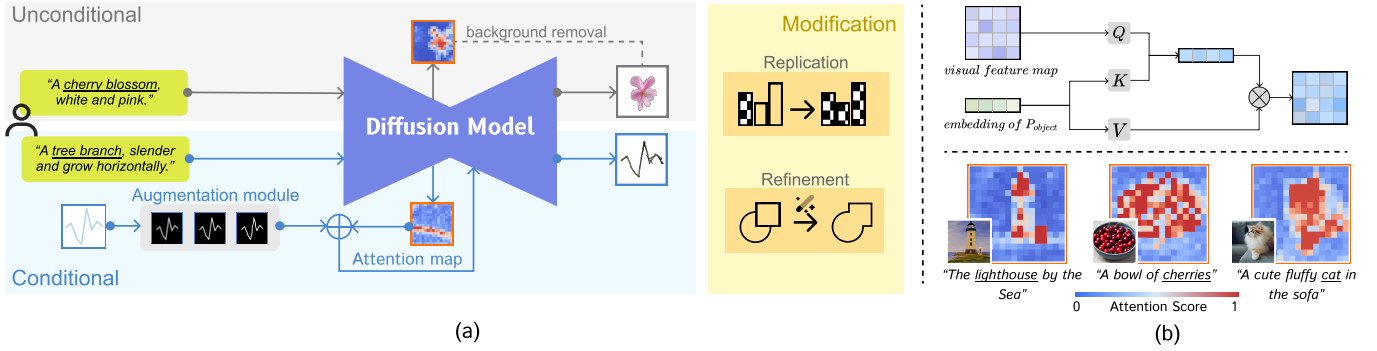 Unconditional
background removal
“A cherry blossom,
white and pink.”
Diffusion Model
“A tree branch, slender
and grow horizontally.”
Augmentation module
Attention map
Conditional
Modification
Replication
Refinement
(a)
visual feature map
Q
K
embedding of P_object
V
“The lighthouse by the
Sea”
“A bowl of cherries”
“A cute fluffy cat in
the sofa”
0 Attention Score 1
(b)